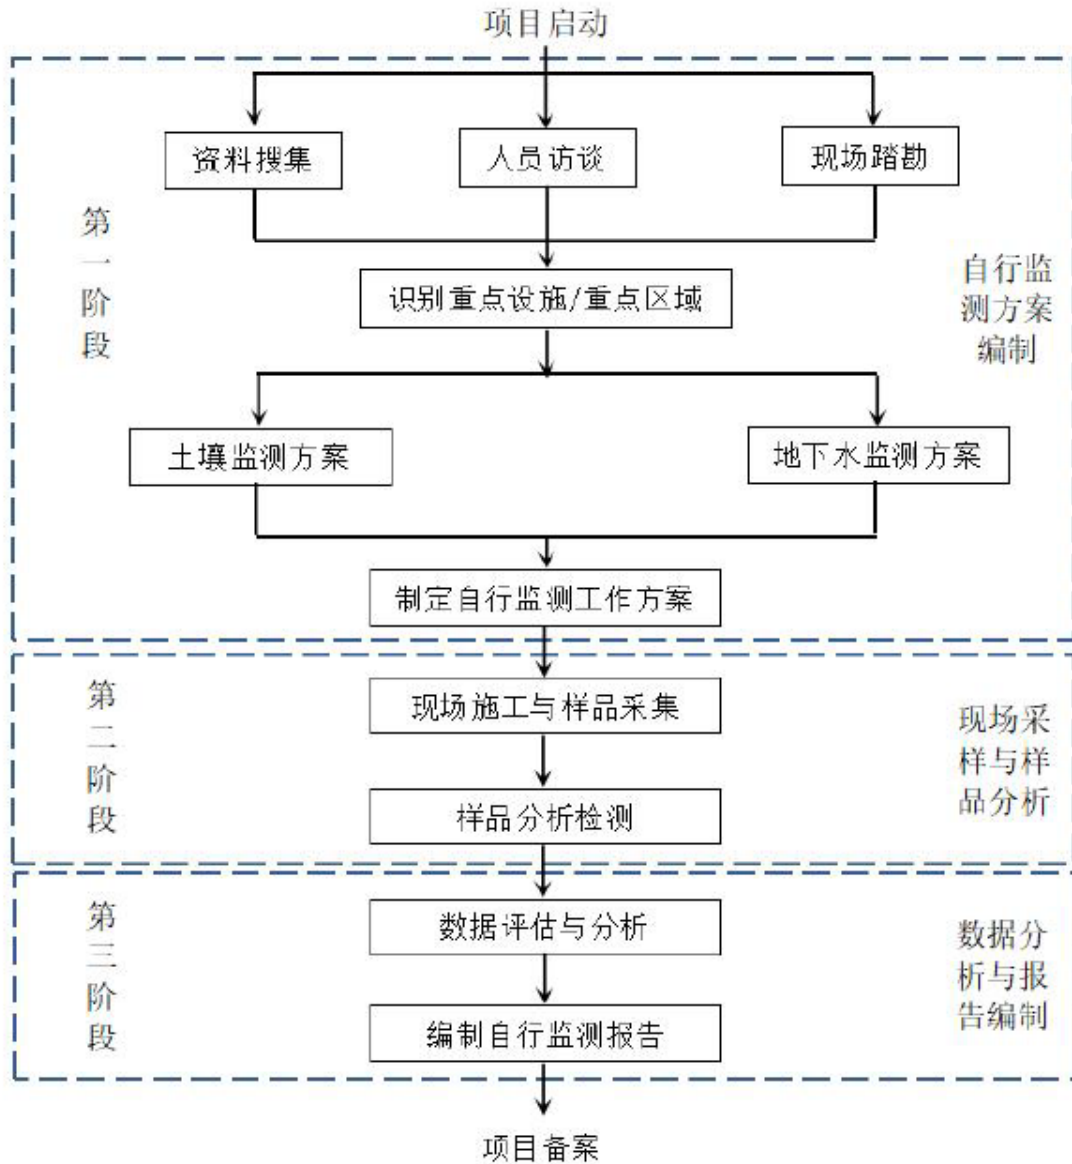 项目启动
资料搜集
人员访谈
现场踏勘
第一阶段
识别重点设施/重点区域
自行监
测方案
编制
土壤监测方案
地下水监测方案
制定自行监测工作方案
第二阶段
现场施工与样品采集
现场采
样与样
品分析
样品分析检测
第三阶段
数据评估与分析
数据分
析与报
告编制
编制自行监测报告
项目备案